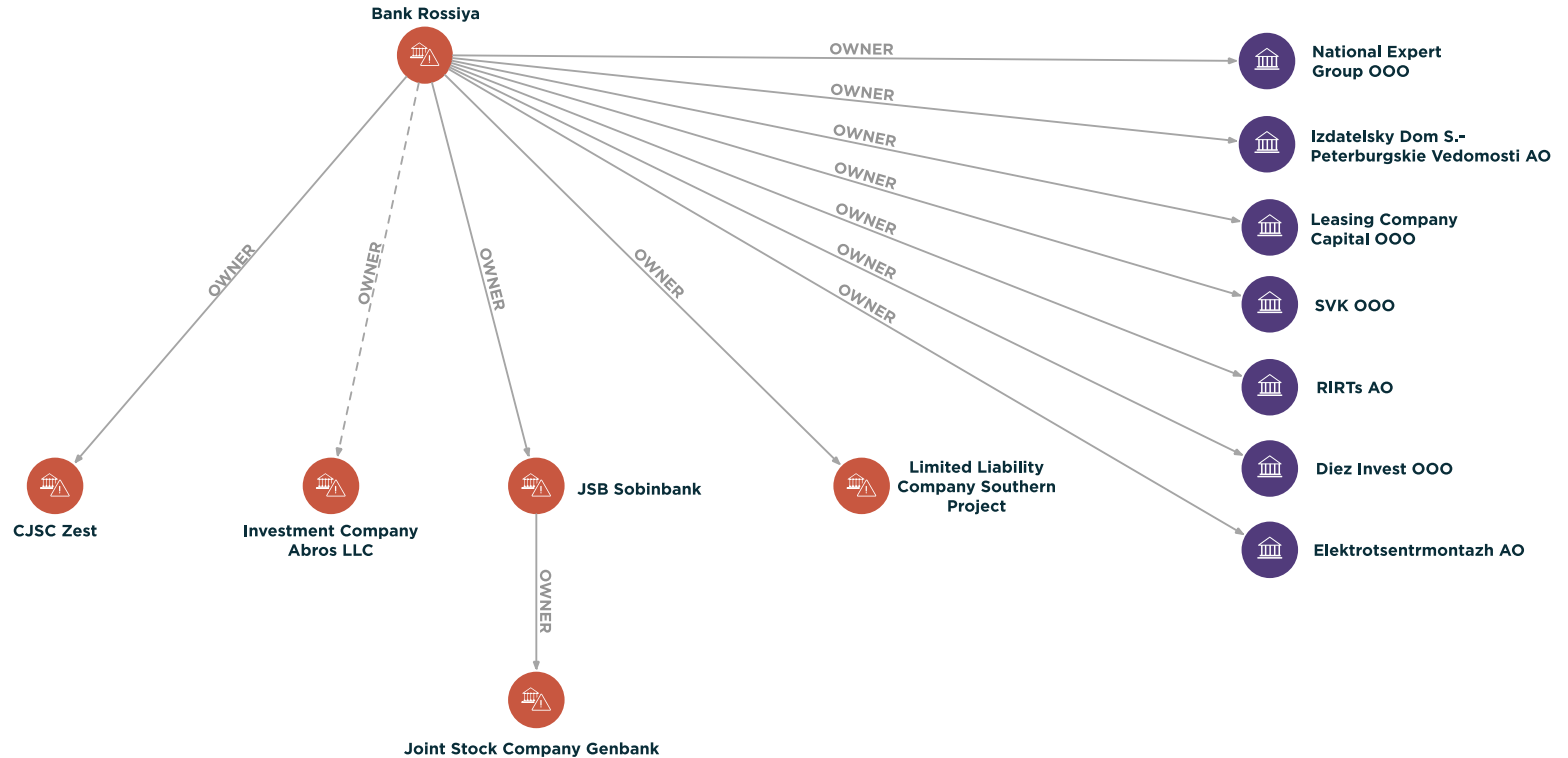 Bank Rossiya
OWNER
National Expert
Group OOO
OWNER
Izdatelsky Dom S.-
Peterburgskie Vedomosti AO
OWNER
Leasing Company
Capital OOO
OWNER
SVK OOO
OWNER
RIRTs AO
OWNER
Diez Invest OOO
OWNER
Elektrotsentrmontazh AO
OWNER
CJSC Zest
OWNER
Investment Company
Abros LLC
OWNER
JSB Sobinbank
OWNER
Limited Liability
Company Southern
Project
OWNER
Joint Stock Company Genbank